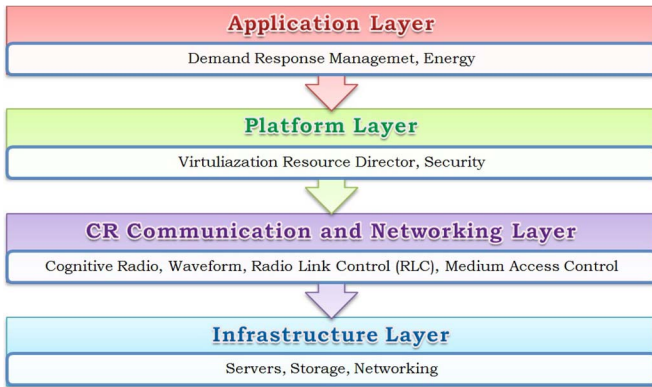 Application Layer
Demand Response Managemet, Energy
Platform Layer
Virtuliazation Resource Director, Security
CR Communication and Networking Layer
Cognitive Radio, Waveform, Radio Link Control (RLC), Medium Access Control
Infrastructure Layer
Servers, Storage, Networking